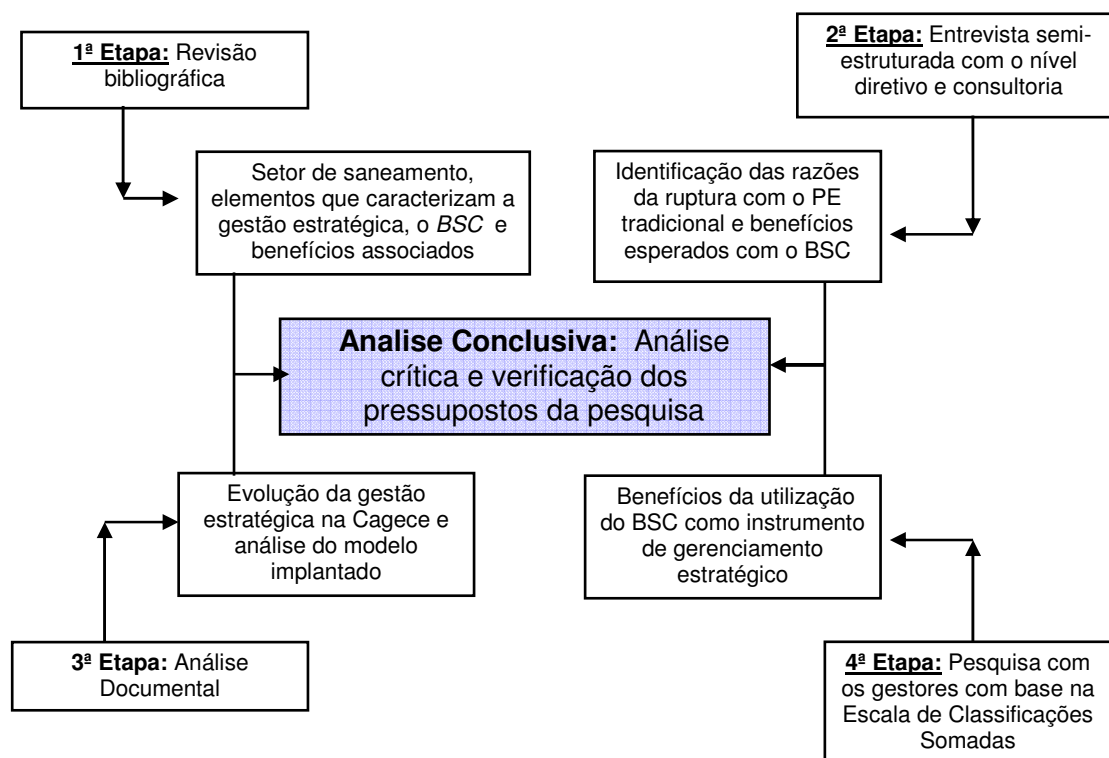 1ª Etapa: Revisão
bibliográfica
2ª Etapa: Entrevista semi-
estruturada com o nível
diretivo e consultoria
Setor de saneamento,
elementos que caracterizam a
gestão estratégica, o BSC e
benefícios associados
Identificação das razões
da ruptura com o PE
tradicional e benefícios
esperados com o BSC
Analise Conclusiva: Análise
crítica e verificação dos
pressupostos da pesquisa
Evolução da gestão
estratégica na Cagece e
análise do modelo
implantado
Benefícios da utilização
do BSC como instrumento
de gerenciamento
estratégico
3ª Etapa: Análise
Documental
4ª Etapa: Pesquisa com
os gestores com base na
Escala de Classificações
Somadas